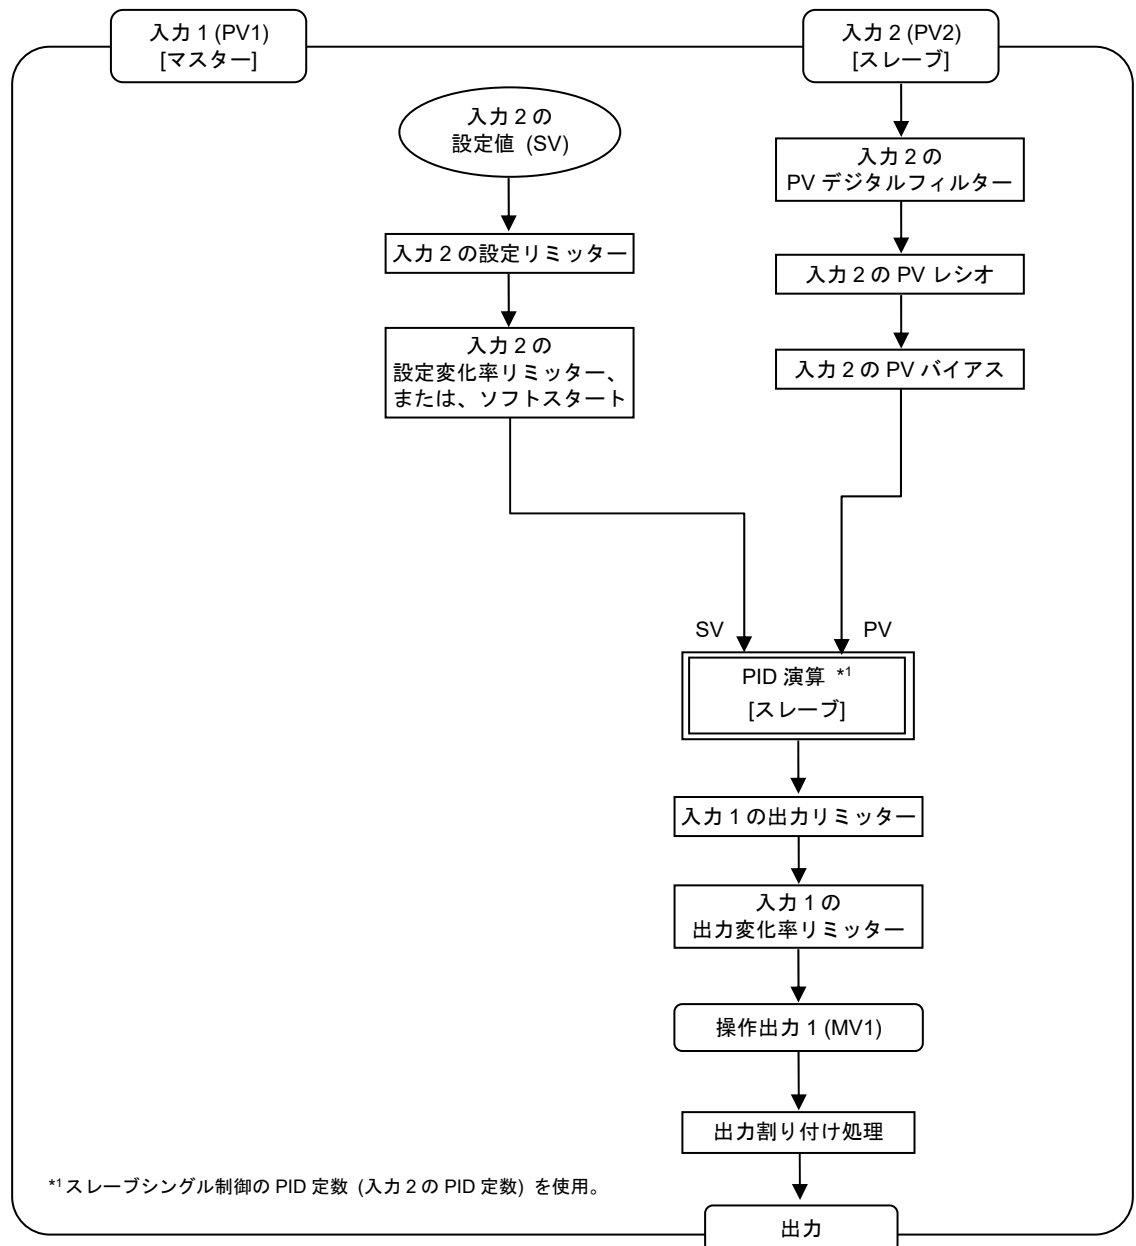 入力 1 (PV1)
[マスター]
入力 2 (PV2)
[スレーブ]
入力 2 の
設定値 (SV)
入力 2 の
PV デジタルフィルター
入力 2 の設定リミッター
入力 2 の PV レシオ
入力 2 の
設定変化率リミッター、
または、ソフトスタート
入力 2 の PV バイアス
SV
PV
PID 演算 *1
[スレーブ]
入力 1 の出力リミッター
入力 1 の
出力変化率リミッター
操作出力 1 (MV1)
出力割り付け処理
*1 スレーブシングル制御の PID 定数 (入力 2 の PID 定数) を使用。
出力